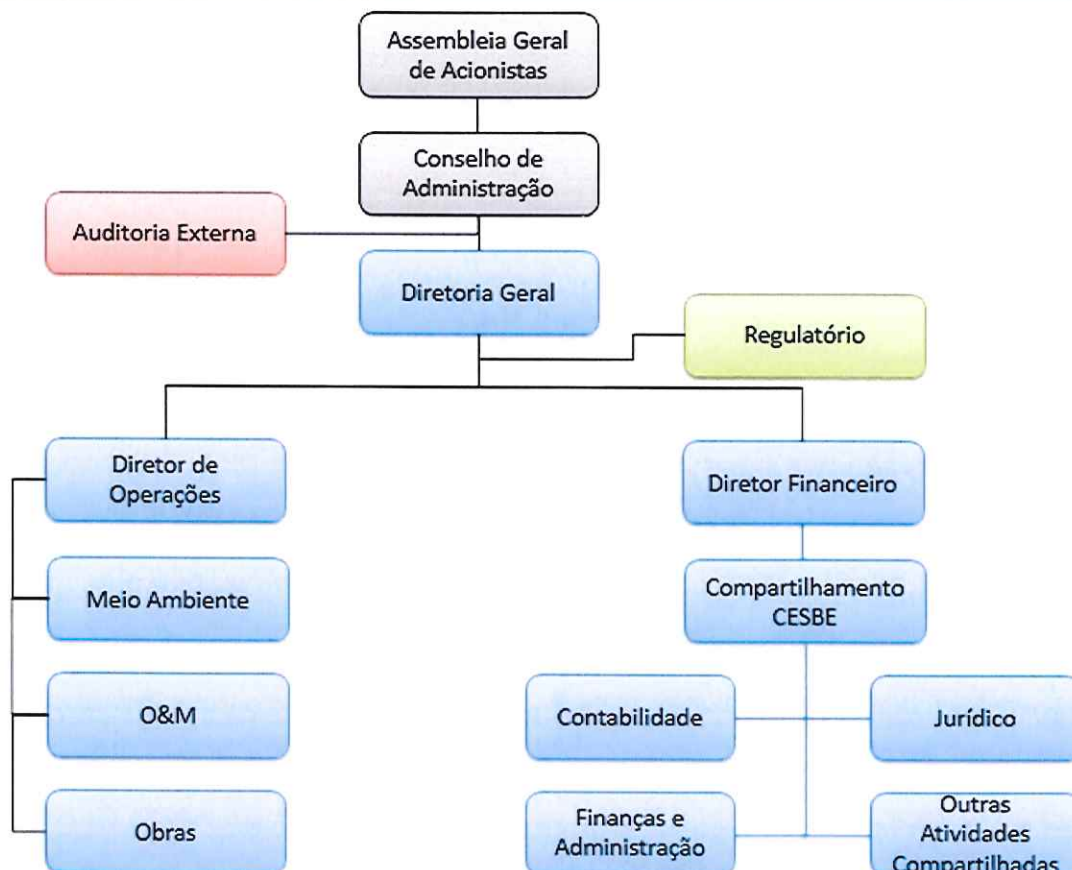 Assembleia Geral
de Acionistas
Conselho de
Administração
Auditoria Externa
Diretoria Geral
Regulatório
Diretor de
Operações
Diretor Financeiro
Meio Ambiente
Compartilhamento
CESBE
O&M
Contabilidade
Jurídico
Obras
Finanças e
Administração
Outras
Atividades
Compartilhadas